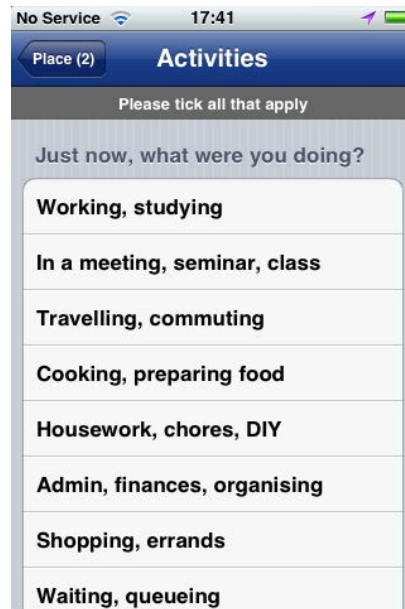 No Service 17:41
Place (2) Activities
Please tick all that apply
Just now, what were you doing?
Working, studying
In a meeting, seminar, class
Travelling, commuting
Cooking, preparing food
Housework, chores, DIY
Admin, finances, organising
Shopping, errands
Waiting, queueing